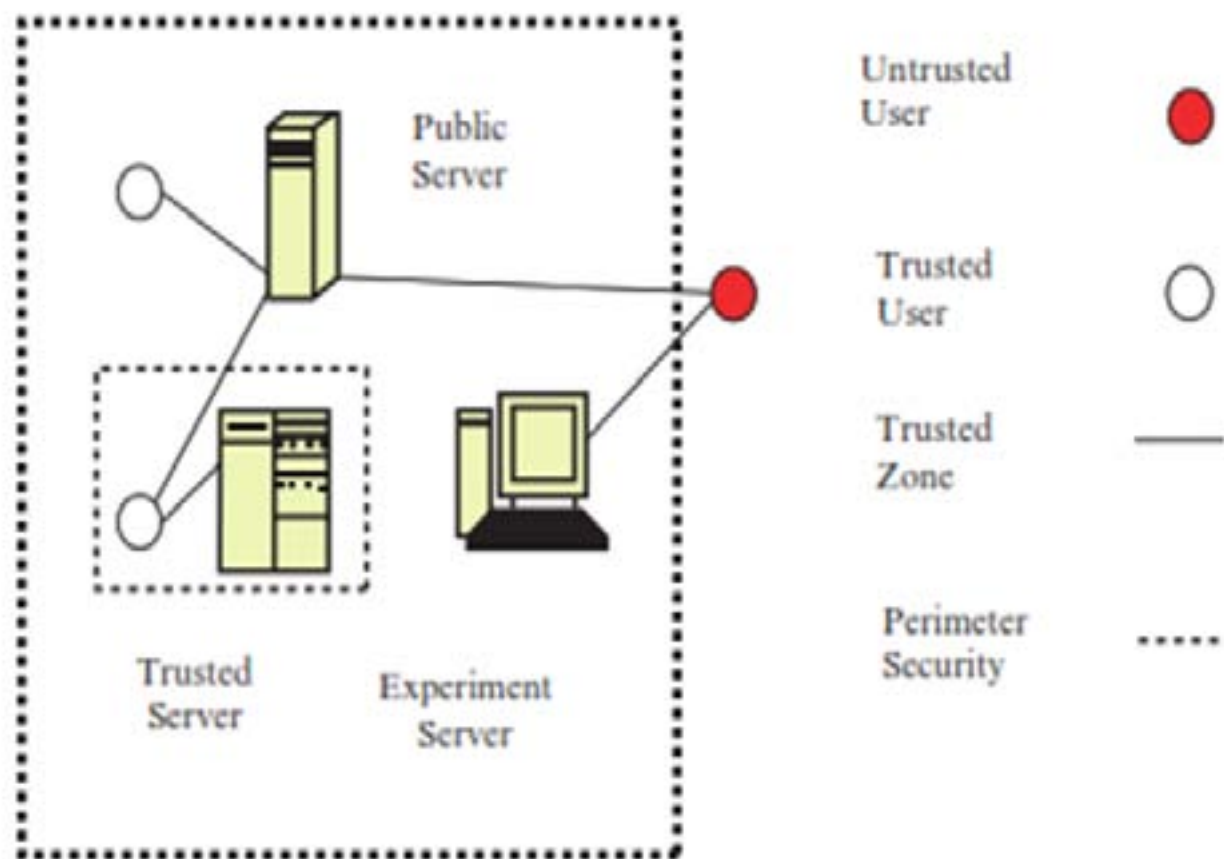 Public
Server
Trusted
Server
Experiment
Server
Untrusted
User
Trusted
User
Trusted
Zone
Perimeter
Security